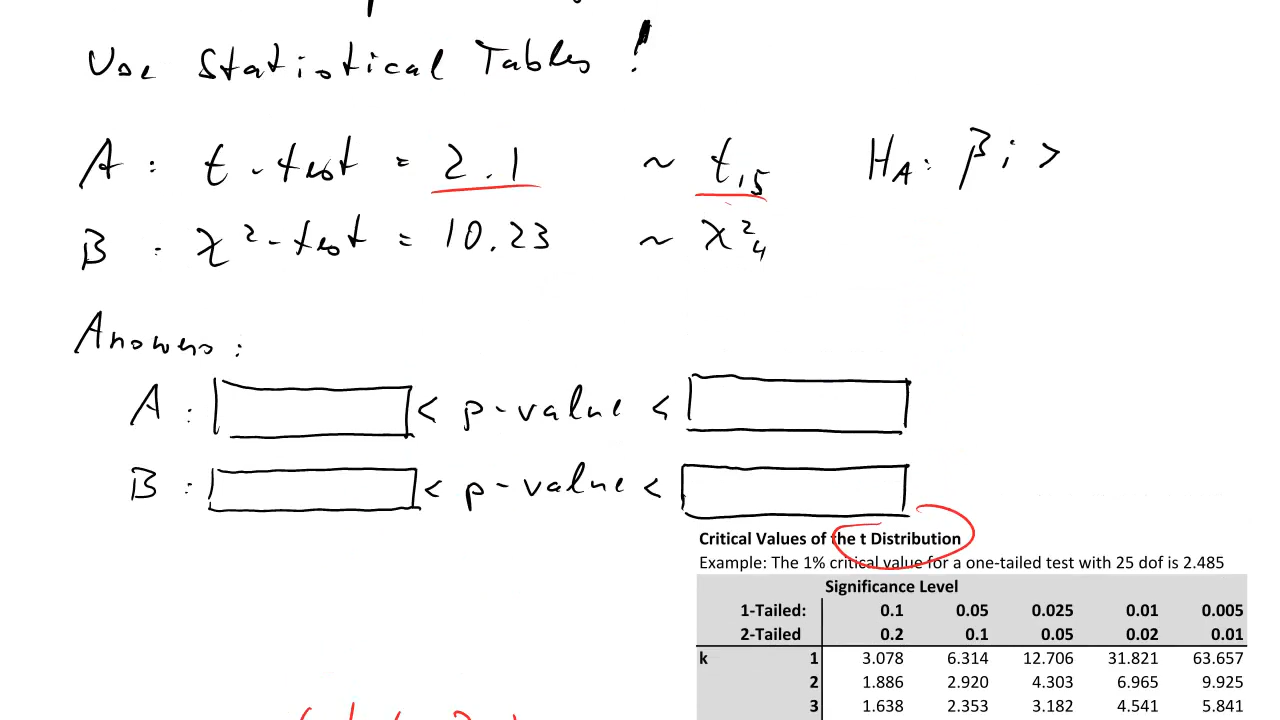 Use Statistical Tables !
A : t - test = 2.1 ~ t₁₅ H_A : βi >
B : χ² - test = 10.23 ~ χ²₄
Answers :
A : < p-value <
B : < p-value <
Critical Values of the t Distribution
Example: The 1% critical value for a one-tailed test with 25 dof is 2.485
Significance Level
1-Tailed: 0.1 0.05 0.025 0.01 0.005
2-Tailed 0.2 0.1 0.05 0.02 0.01
k 1 3.078 6.314 12.706 31.821 63.657
2 1.886 2.920 4.303 6.965 9.925
3 1.638 2.353 3.182 4.541 5.841